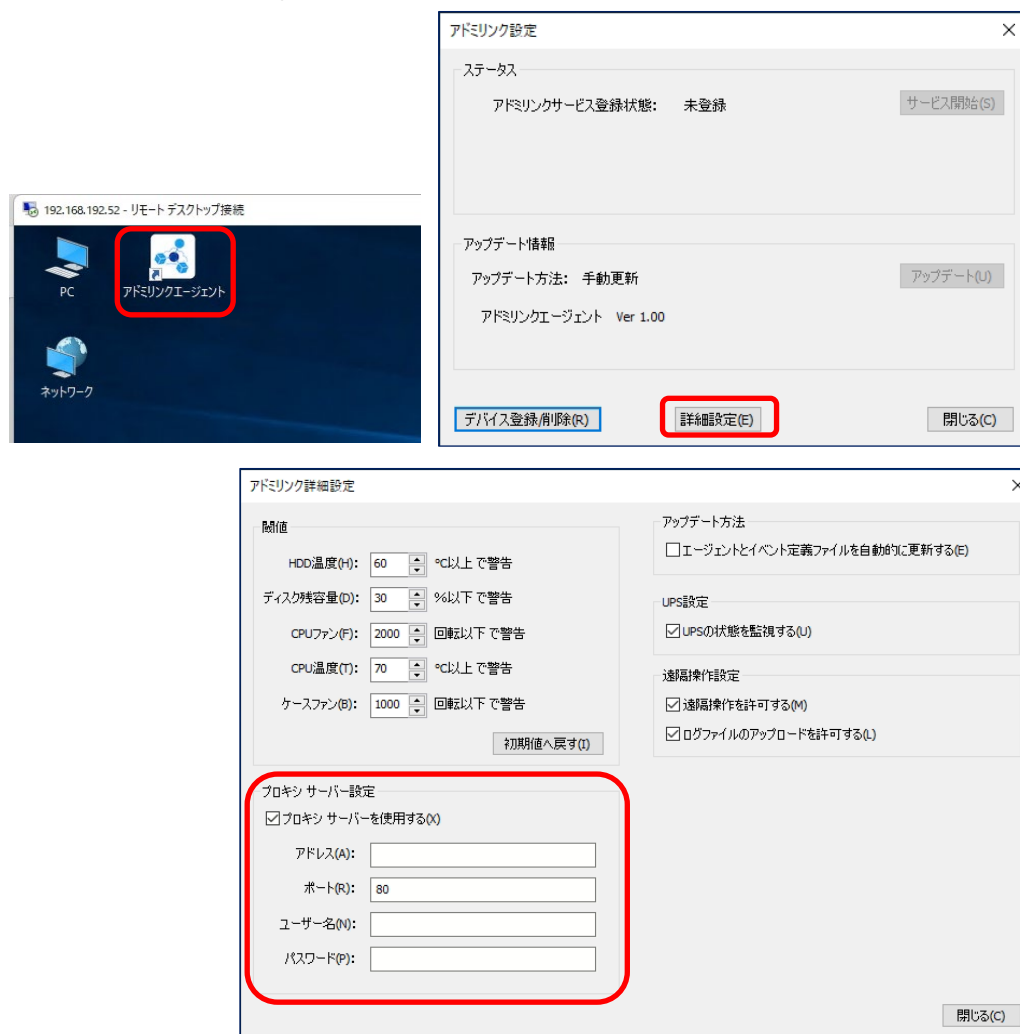 アドミリンク設定
ステータス
アドミリンクサービス登録状態: 未登録
サービス開始(S)
192.168.192.52 - リモート デスクトップ接続
PC
アドミリンクエージェント
ネットワーク
アップデート情報
アップデート方法: 手動更新
アップデート(U)
アドミリンクエージェント Ver 1.00
デバイス登録/削除(R)
詳細設定(E)
閉じる(C)
アドミリンク詳細設定
閾値
HDD温度(H): 60 °C以上 で警告
ディスク残容量(D): 30 %以下 で警告
CPUファン(F): 2000 回転以下 で警告
CPU温度(T): 70 °C以上 で警告
ケースファン(B): 1000 回転以下 で警告
初期値へ戻す(I)
プロキシ サーバー設定
プロキシ サーバーを使用する(X)
アドレス(A):
ポート(R): 80
ユーザー名(N):
パスワード(P):
アップデート方法
エージェントとイベント定義ファイルを自動的に更新する(E)
UPS設定
UPSの状態を監視する(U)
遠隔操作設定
遠隔操作を許可する(M)
ログファイルのアップロードを許可する(L)
閉じる(C)